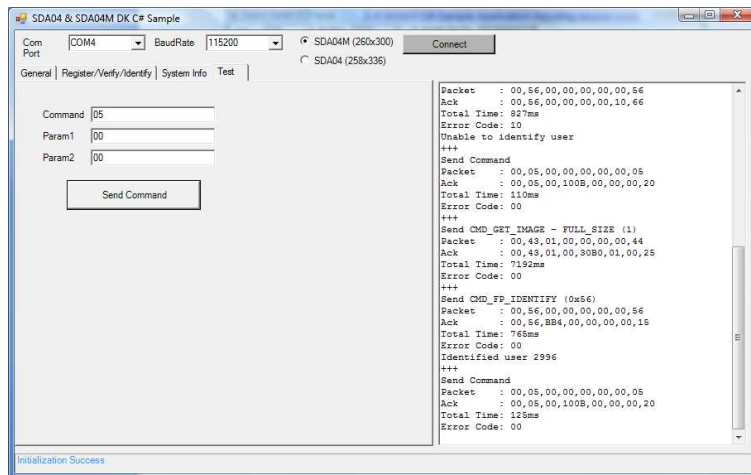 SDA04 & SDA04M DK C# Sample
Com Port COM4 BaudRate 115200 SDA04M (260x300) Connect
SDA04 (258x336)
General Register/Verify/Identify System Info Test
Command 05
Param1 00
Param2 00
Send Command
Packet : 00,56,00,00,00,00,00,56
Ack : 00,56,00,00,00,00,10,66
Total Time: 827ms
Error Code: 10
Unable to identify user
+++
Send Command
Packet : 00,05,00,00,00,00,00,05
Ack : 00,05,00,100B,00,00,00,20
Total Time: 110ms
Error Code: 00
+++
Send CMD_GET_IMAGE - FULL_SIZE (1)
Packet : 00,43,01,00,00,00,00,44
Ack : 00,43,01,00,30B0,01,00,25
Total Time: 7192ms
Error Code: 00
+++
Send CMD_FP_IDENTIFY (0x56)
Packet : 00,56,00,00,00,00,00,56
Ack : 00,56,BB4,00,00,00,00,15
Total Time: 765ms
Error Code: 00
Identified user 2996
+++
Send Command
Packet : 00,05,00,00,00,00,00,05
Ack : 00,05,00,100B,00,00,00,20
Total Time: 125ms
Error Code: 00
Initialization Success